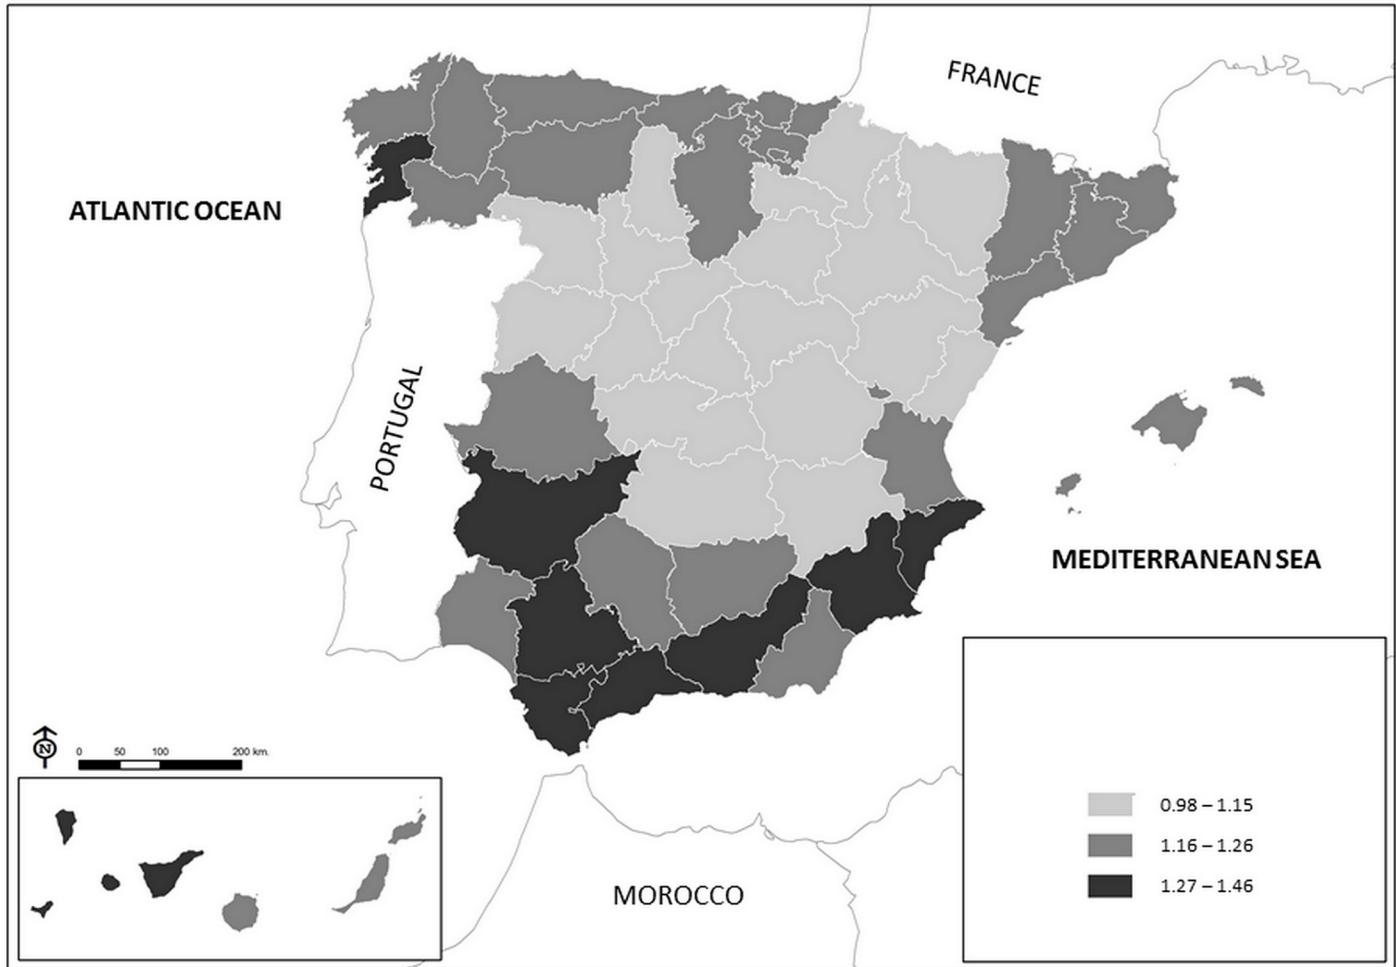 FRANCE
ATLANTIC OCEAN
PORTUGAL
MEDITERRANEAN SEA
N
0 50 100 200 km.
0.98 – 1.15
1.16 – 1.26
1.27 – 1.46
MOROCCO